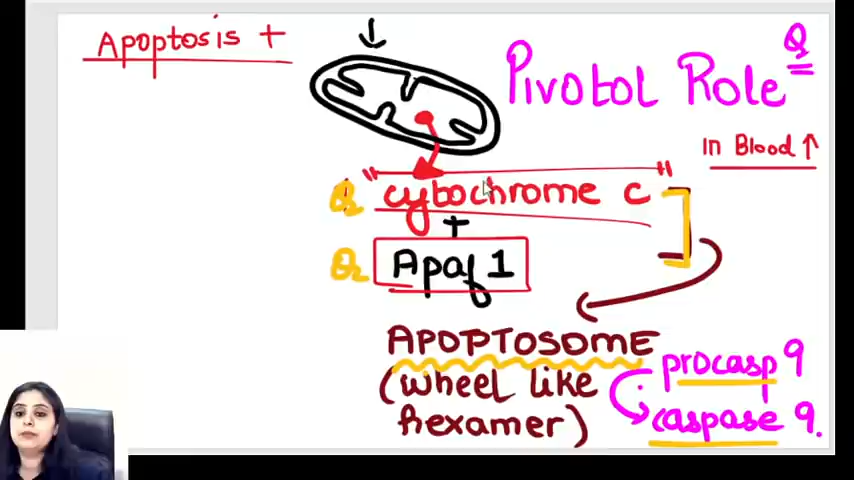 Apoptosis +
Pivotol Role Q
In Blood ↑
Q "cytochrome c"
+
Q Apaf 1
APOPTOSOME
(wheel like
hexamer)
procasp 9
caspase 9.